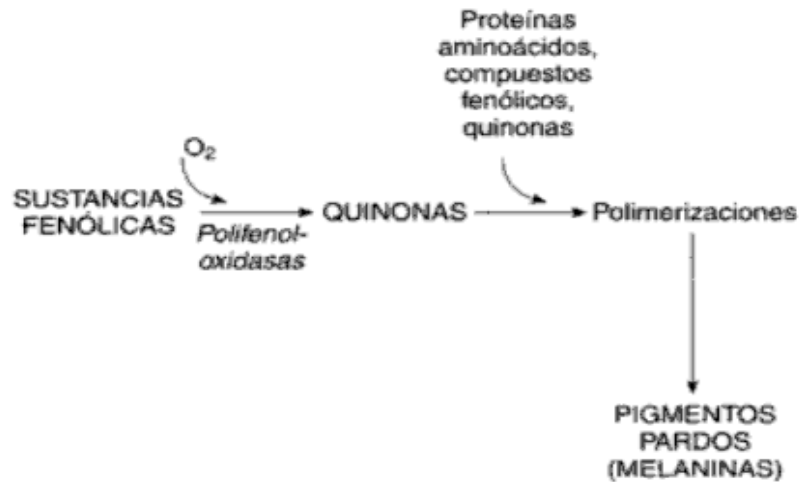 Proteínas
aminoácidos,
compuestos
fenólicos,
quinonas
O₂
SUSTANCIAS
FENÓLICAS
Polifenol-
oxidasas
QUINONAS
Polimerizaciones
PIGMENTOS
PARDOS
(MELANINAS)